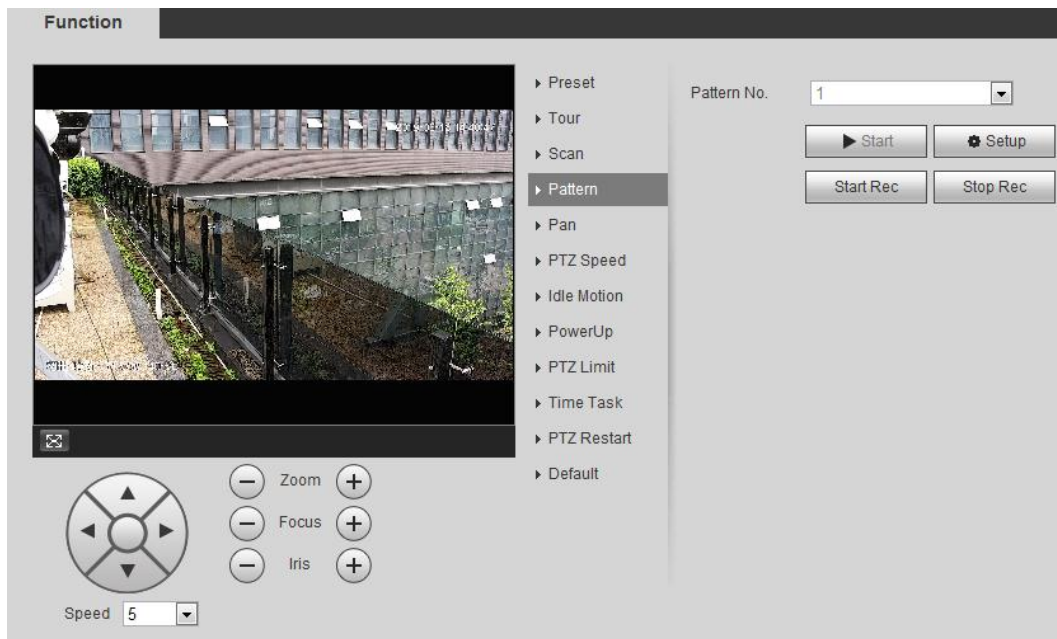 Function
Preset
Tour
Scan
Pattern
Pan
PTZ Speed
Idle Motion
PowerUp
PTZ Limit
Time Task
PTZ Restart
Default
Pattern No. 1
Start Setup
Start Rec Stop Rec
Zoom
Focus
Iris
Speed 5